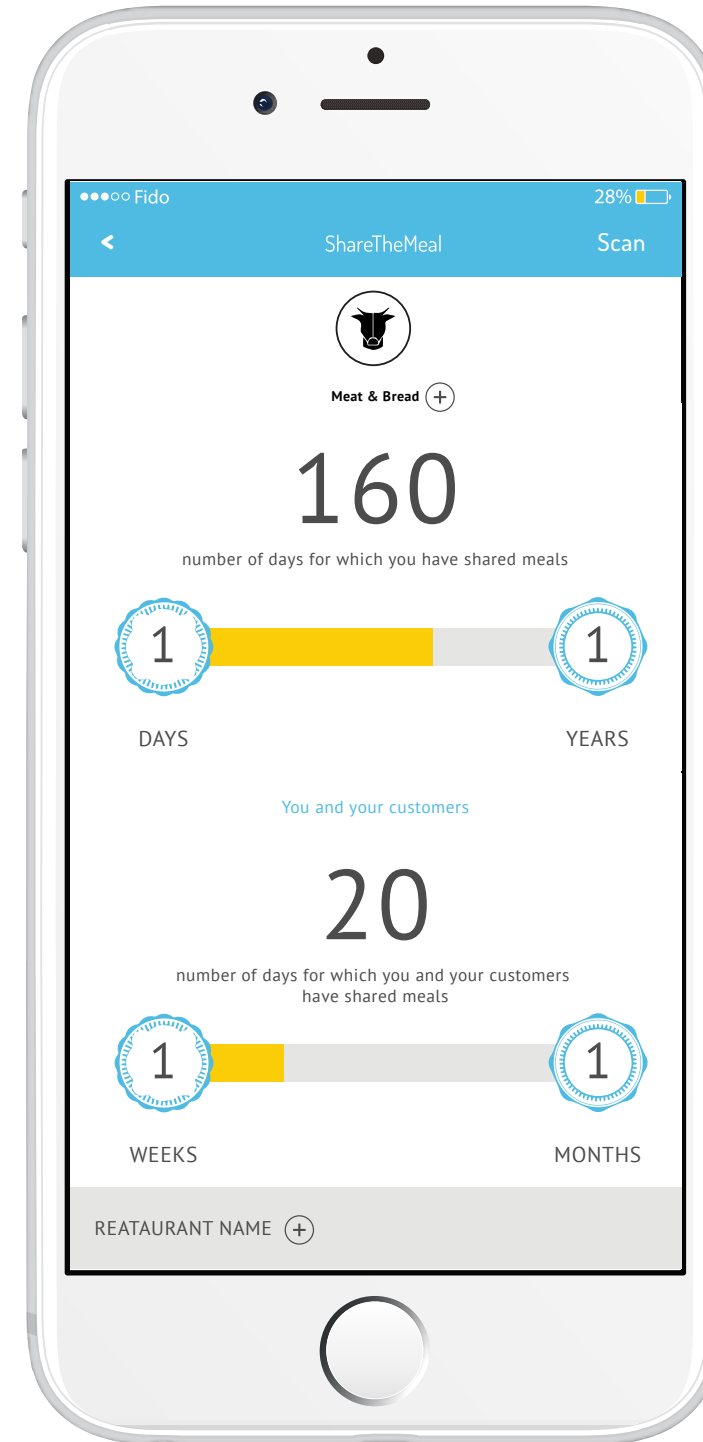 Fido 28%
< ShareTheMeal Scan
Meat & Bread +
160
number of days for which you have shared meals
1 1
DAYS YEARS
You and your customers
20
number of days for which you and your customers
have shared meals
1 1
WEEKS MONTHS
REATAURANT NAME +